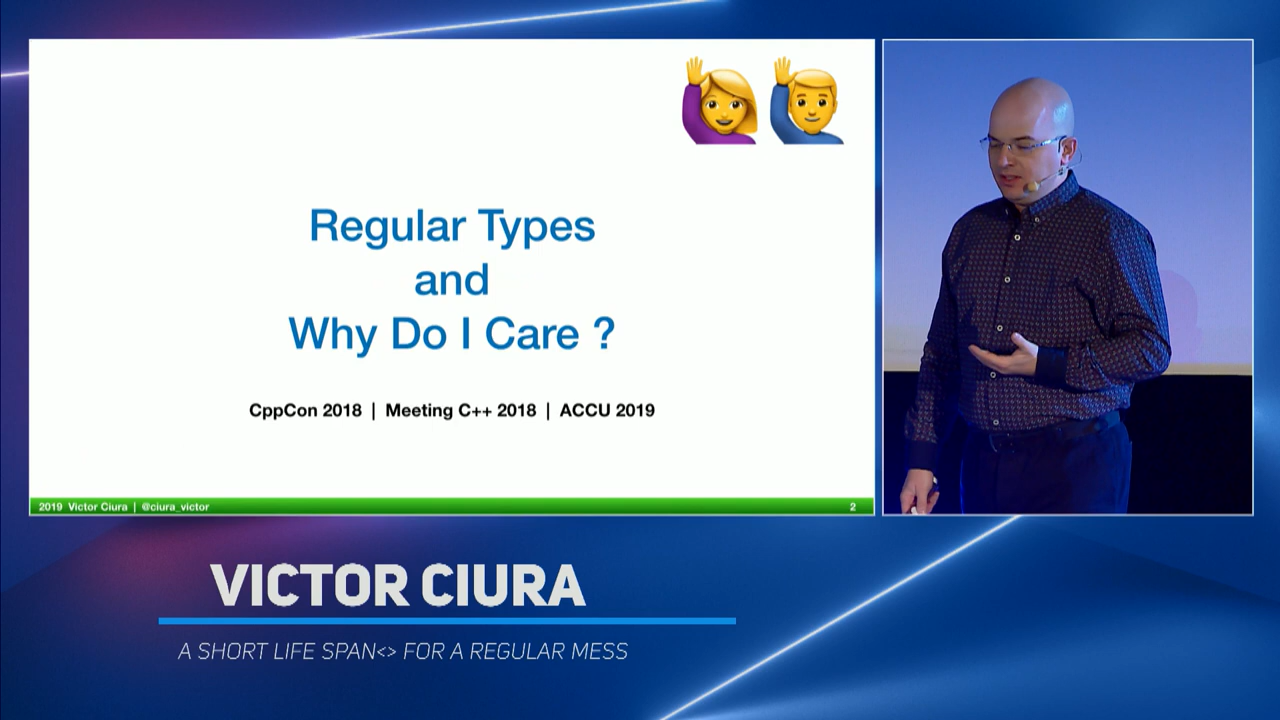 Regular Types
and
Why Do I Care ?
CppCon 2018 | Meeting C++ 2018 | ACCU 2019
2019 Victor Ciura | @ciura_victor
2
VICTOR CIURA
A SHORT LIFE SPAN<> FOR A REGULAR MESS